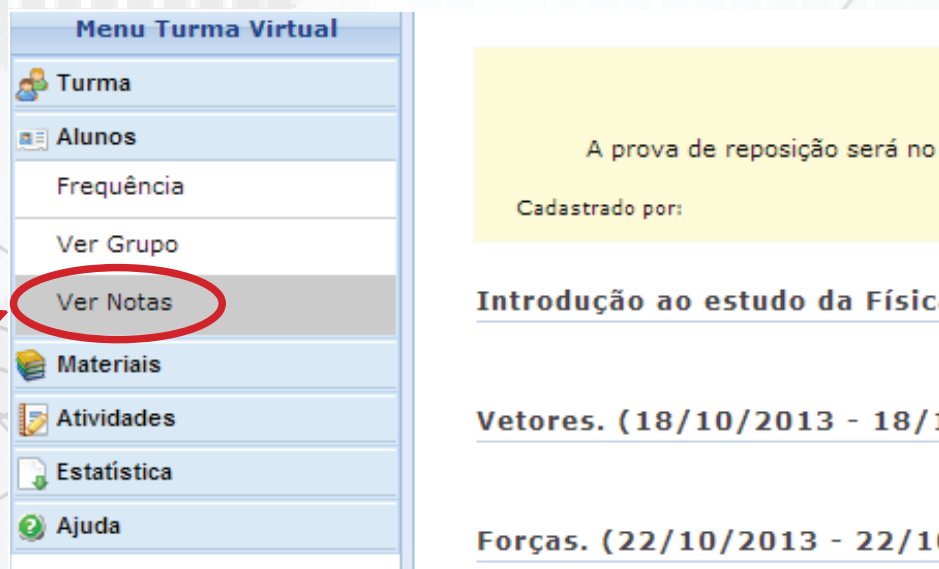 Menu Turma Virtual
Turma
Alunos
Frequência
Ver Grupo
Ver Notas
Materiais
Atividades
Estatística
Ajuda
A prova de reposição será no
Cadastrado por:
Introdução ao estudo da Físic
Vetores. (18/10/2013 - 18/1
Forças. (22/10/2013 - 22/10